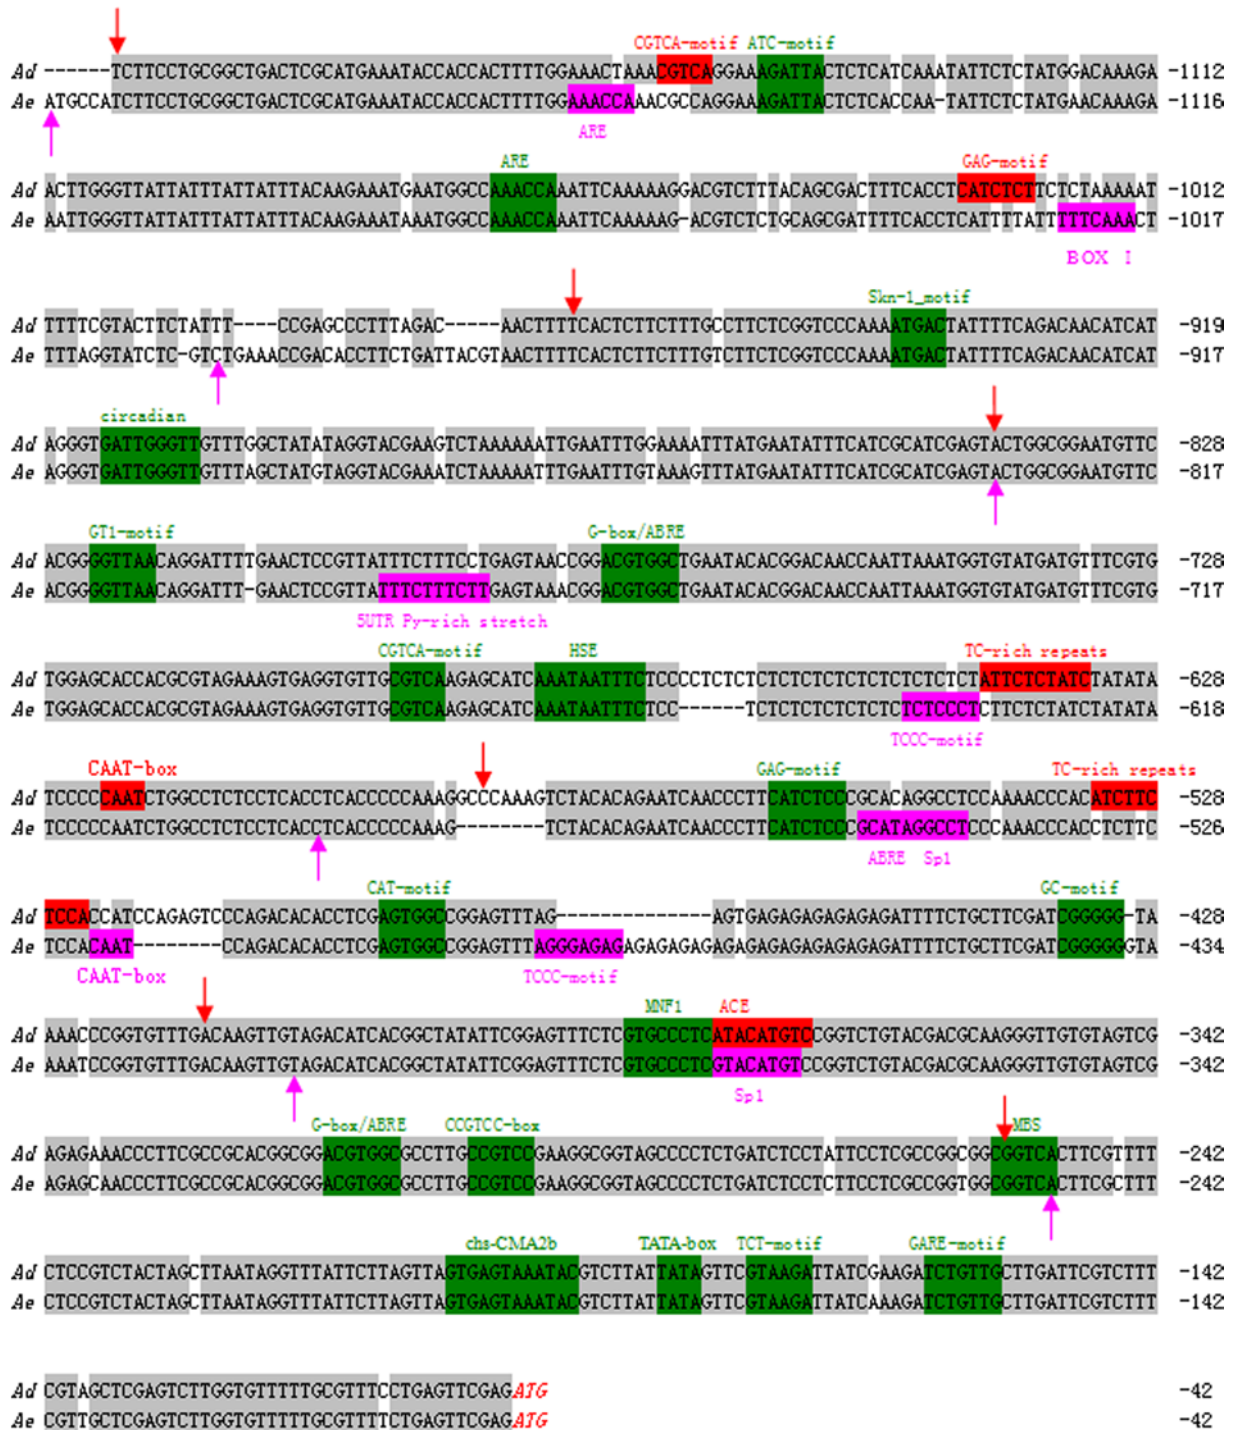 CGTCA-motif ATC-motif
Ad ------TCTTCCTGCGGCTGACTCGCATGAAATACCACCACTTTTGGAAACTAAACGTCAGGAAAAGATTACTCTCATCAAATATTCTCTATGGACAAAGA -1112
Ae ATGCCATCTTCCTGCGGCTGACTCGCATGAAATACCACCACTTTTGGAAACCAAACGCCAGGAAAAGATTACTCTCACCAA-TATTCTCTATGAACAAAGA -1116
ARE
ARE GAG-motif
Ad ACTTGGGTTATTATTTATTATTTACAAGAAATGAATGGCCAAACCAAATTCAAAAAGGACGTCTTTACAGCGACTTTCACCTCATCTCTTCTCTAAAAAT -1012
Ae AATTGGGTTATTATTTATTATTTACAAGAAATAAATGGCCAAACCAAATTCAAAAAG-ACGTCTCTGCAGCGATTTTCACCTCATTTTATTTTTCAAACT -1017
BOX I
Skn-1_motif
Ad TTTTCGTACTTCTATTT----CCGAGCCCTTTAGAC-----AACTTTTCACTCTTCTTTGCCTTCTCGGTCCCAAAATGACTATTTTCAGACAACATCAT -919
Ae TTTAGGTATCTC-GTCTGAAACCGACACCTTCTGATTACGTAACTTTTCACTCTTCTTTGTCTTCTCGGTCCCAAAATGACTATTTTCAGACAACATCAT -917
circadian
Ad AGGGTGATTGGGTTGTTTGGCTATATAGGTACGAAGTCTAAAAAATTGAATTTGGAAAATTTATGAATATTTCATCGCATCGAGTACTGGCGGAATGTTC -828
Ae AGGGTGATTGGGTTGTTTAGCTATGTAGGTACGAAATCTAAAAATTTGAATTTGTAAAGTTTATGAATATTTCATCGCATCGAGTACTGGCGGAATGTTC -817
GT1-motif G-box/ABRE
Ad ACGGGGTTAACAGGATTTTGAACTCCGTTATTTCTTTCCTGAGTAACCGGACGTGGCTGAATACACGGACAACCAATTAAATGGTGTATGATGTTTCGTG -728
Ae ACGGGGTTAACAGGATTT-GAACTCCGTTATTTCTTTCTTGAGTAAACGGACGTGGCTGAATACACGGACAACCAATTAAATGGTGTATGATGTTTCGTG -717
5UTR Py-rich stretch
CGTCA-motif HSE TC-rich repeats
Ad TGGAGCACCACGCGTAGAAAGTGAGGTGTTGCGTCAAGAGCATCAAATAATTTCTCCCCTCTCTCTCTCTCTCTCTCTCTCTCTATTCTCTATCTATATA -628
Ae TGGAGCACCACGCGTAGAAAGTGAGGTGTTGCGTCAAGAGCATCAAATAATTTCTCC------TCTCTCTCTCTCTCTCTCCCTCTTCTCTATCTATATA -618
TCCC-motif
CAAT-box GAG-motif TC-rich repeats
Ad TCCCCCAATCTGGCCTCTCCTCACCTCACCCCCAAAGGCCCAAAGTCTACACAGAATCAACCCTTCATCTCCCGCACAGGCCTCCAAAACCCACATCTTC -528
Ae TCCCCCAATCTGGCCTCTCCTCACCTCACCCCCAAAG--------TCTACACAGAATCAACCCTTCATCTCCCGCATAGGCCTCCCAAACCCACCTCTTC -526
ABRE Sp1
CAT-motif GC-motif
Ad TCCACCATCCAGAGTCCCAGACACACCTCGAGTGGCCGGAGTTTAG--------------AGTGAGAGAGAGAGAGATTTTCTGCTTCGATCGGGGG-TA -428
Ae TCCACAAT--------CCAGACACACCTCGAGTGGCCGGAGTTTAGGGAGAGAGAGAGAGAGAGAGAGAGAGAGAGATTTTCTGCTTCGATCGGGGGGTA -434
CAAT-box TCCC-motif
MNF1 ACE
Ad AAACCCGGTGTTTGACAAGTTGTAGACATCACGGCTATATTCGGAGTTTCTCGTGCCCTCATACATGTCCGGTCTGTACGACGCAAGGGTTGTGTAGTCG -342
Ae AAATCCGGTGTTTGACAAGTTGTAGACATCACGGCTATATTCGGAGTTTCTCGTGCCCTCGTACATGTCCGGTCTGTACGACGCAAGGGTTGTGTAGTCG -342
Sp1
G-box/ABRE CCGTCC-box MBS
Ad AGAGAAACCCTTCGCCGCACGGCGGACGTGGCGCCTTGCCGTCCGAAGGCGGTAGCCCCTCTGATCTCCTATTCCTCGCCGGCGGCGGTCACTTCGTTTT -242
Ae AGAGCAACCCTTCGCCGCACGGCGGACGTGGCGCCTTGCCGTCCGAAGGCGGTAGCCCCTCTGATCTCCTCTTCCTCGCCGGTGGCGGTCACTTCGCTTT -242
chs-CMA2b TATA-box TCT-motif GARE-motif
Ad CTCCGTCTACTAGCTTAATAGGTTTATTCTTAGTTAGTGAGTAAATACGTCTTATTATAGTTCGTAAGATTATCGAAGATCTGTTGCTTGATTCGTCTTT -142
Ae CTCCGTCTACTAGCTTAATAGGTTTATTCTTAGTTAGTGAGTAAATACGTCTTATTATAGTTCGTAAGATTATCAAAGATCTGTTGCTTGATTCGTCTTT -142
Ad CGTAGCTCGAGTCTTGGTGTTTTTGCGTTTCCTGAGTTCGAGATG -42
Ae CGTTGCTCGAGTCTTGGTGTTTTTGCGTTTTCTGAGTTCGAGATG -42